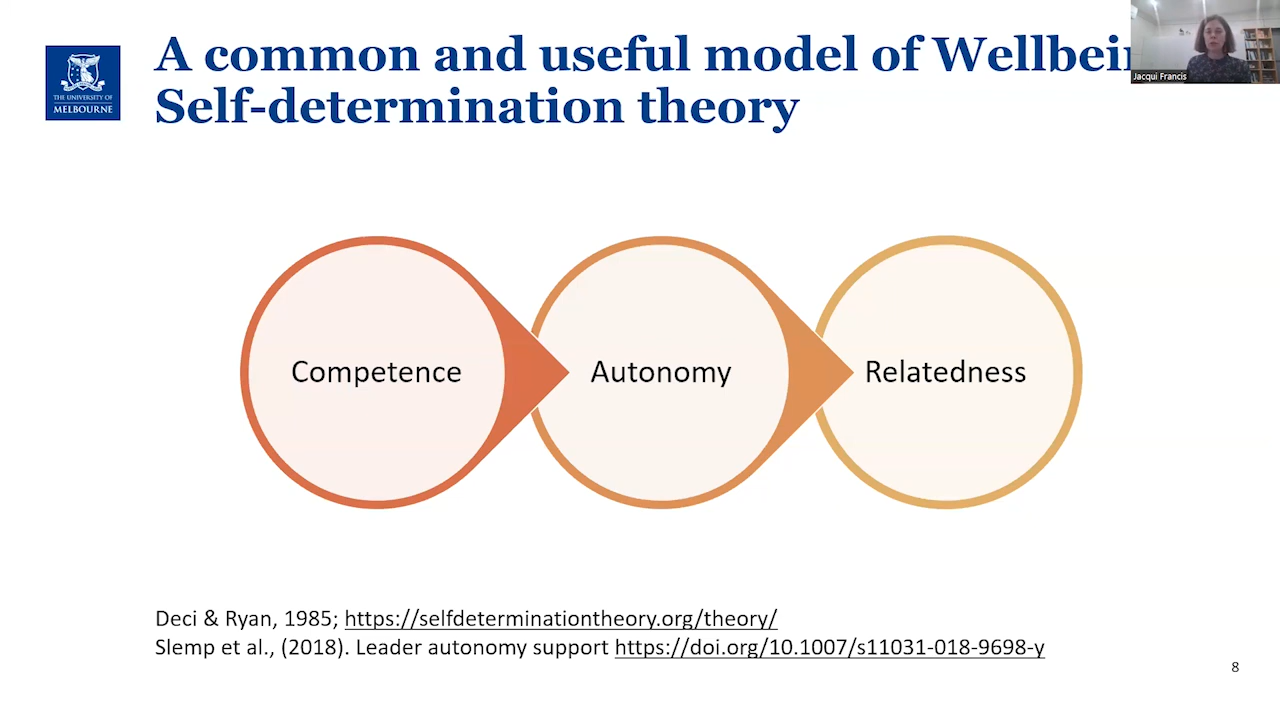 A common and useful model of Wellbei
Self-determination theory
THE UNIVERSITY OF
MELBOURNE
Jacqui Francis
Competence
Autonomy
Relatedness
Deci & Ryan, 1985; https://selfdeterminationtheory.org/theory/
Slemp et al., (2018). Leader autonomy support https://doi.org/10.1007/s11031-018-9698-y
8